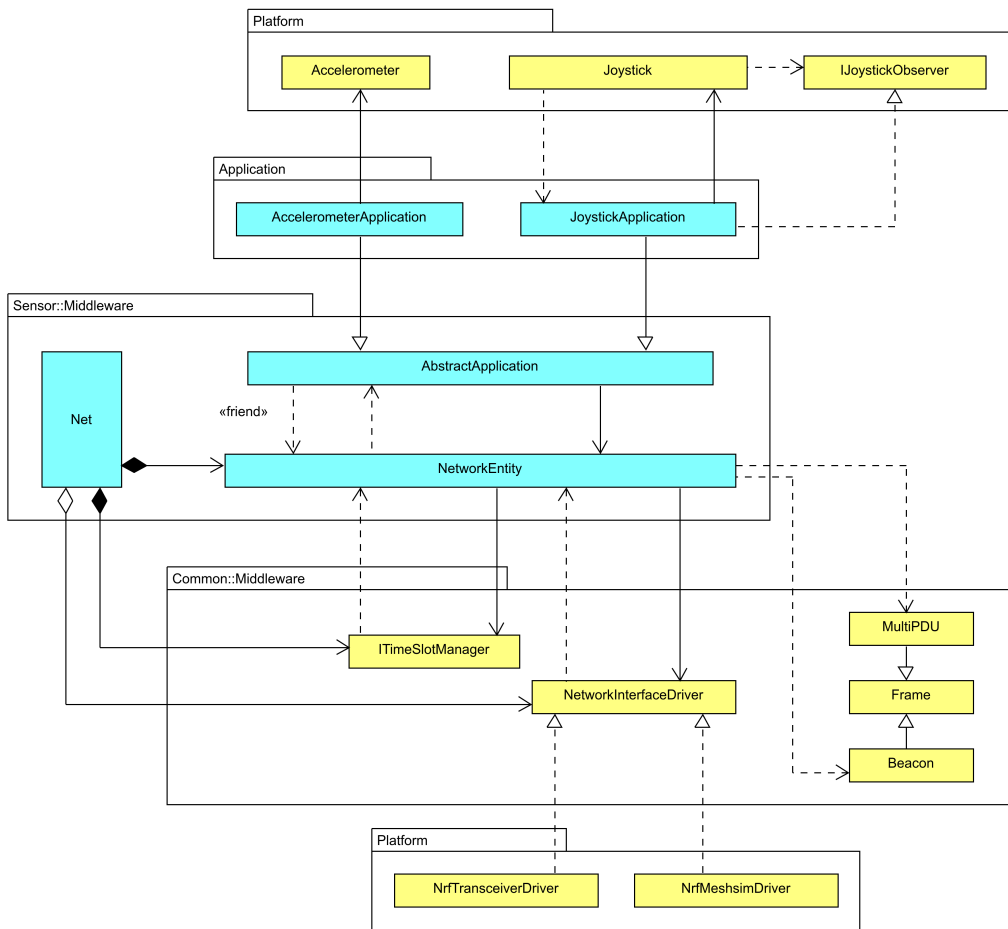 Platform
Accelerometer
Joystick
IJoystickObserver
Application
AccelerometerApplication
JoystickApplication
Sensor::Middleware
AbstractApplication
«friend»
Net
NetworkEntity
Common::Middleware
MultiPDU
ITimeSlotManager
NetworkInterfaceDriver
Frame
Beacon
Platform
NrfTransceiverDriver
NrfMeshsimDriver